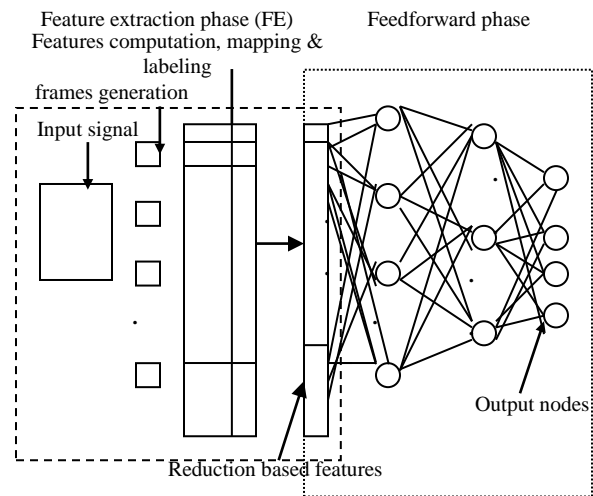 Feature extraction phase (FE)
Feedforward phase
Features computation, mapping &
labeling
frames generation
Input signal
Output nodes
Reduction based features